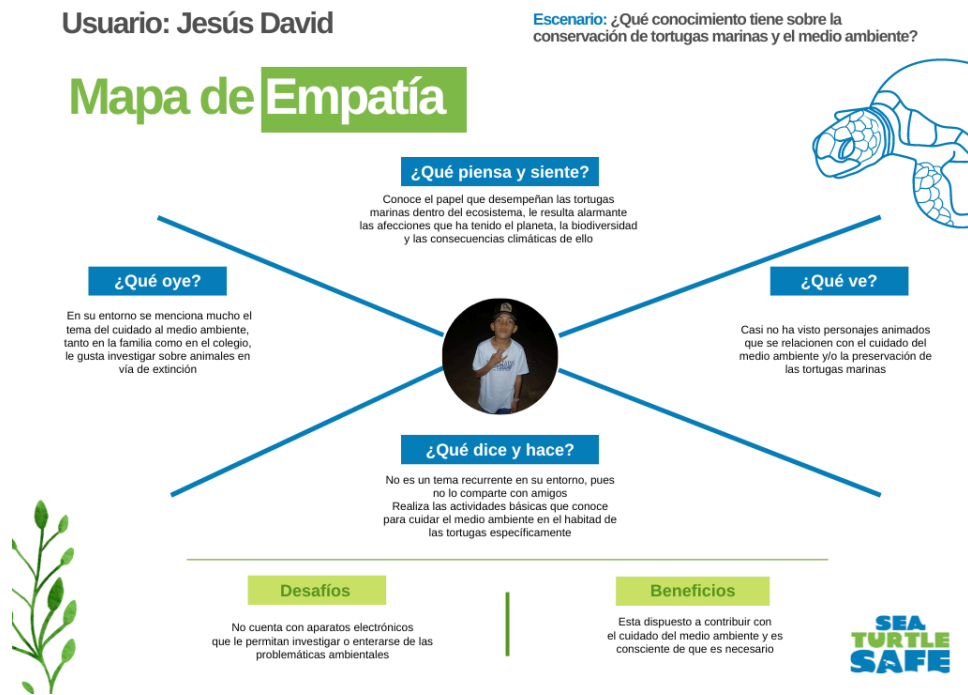 Usuario: Jesús David
Escenario: ¿Qué conocimiento tiene sobre la
conservación de tortugas marinas y el medio ambiente?
Mapa de Empatía
¿Qué piensa y siente?
Conoce el papel que desempeñan las tortugas
marinas dentro del ecosistema, le resulta alarmante
las afecciones que ha tenido el planeta, la biodiversidad
y las consecuencias climáticas de ello
¿Qué oye?
En su entorno se menciona mucho el
tema del cuidado al medio ambiente,
tanto en la familia como en el colegio,
le gusta investigar sobre animales en
vía de extinción
¿Qué ve?
Casi no ha visto personajes animados
que se relacionen con el cuidado del
medio ambiente y/o la preservación de
las tortugas marinas
¿Qué dice y hace?
No es un tema recurrente en su entorno, pues
no lo comparte con amigos
Realiza las actividades básicas que conoce
para cuidar el medio ambiente en el habitad de
las tortugas específicamente
Desafíos
No cuenta con aparatos electrónicos
que le permitan investigar o enterarse de las
problemáticas ambientales
Beneficios
Esta dispuesto a contribuir con
el cuidado del medio ambiente y es
consciente de que es necesario
SEA
TURTLE
SAFE